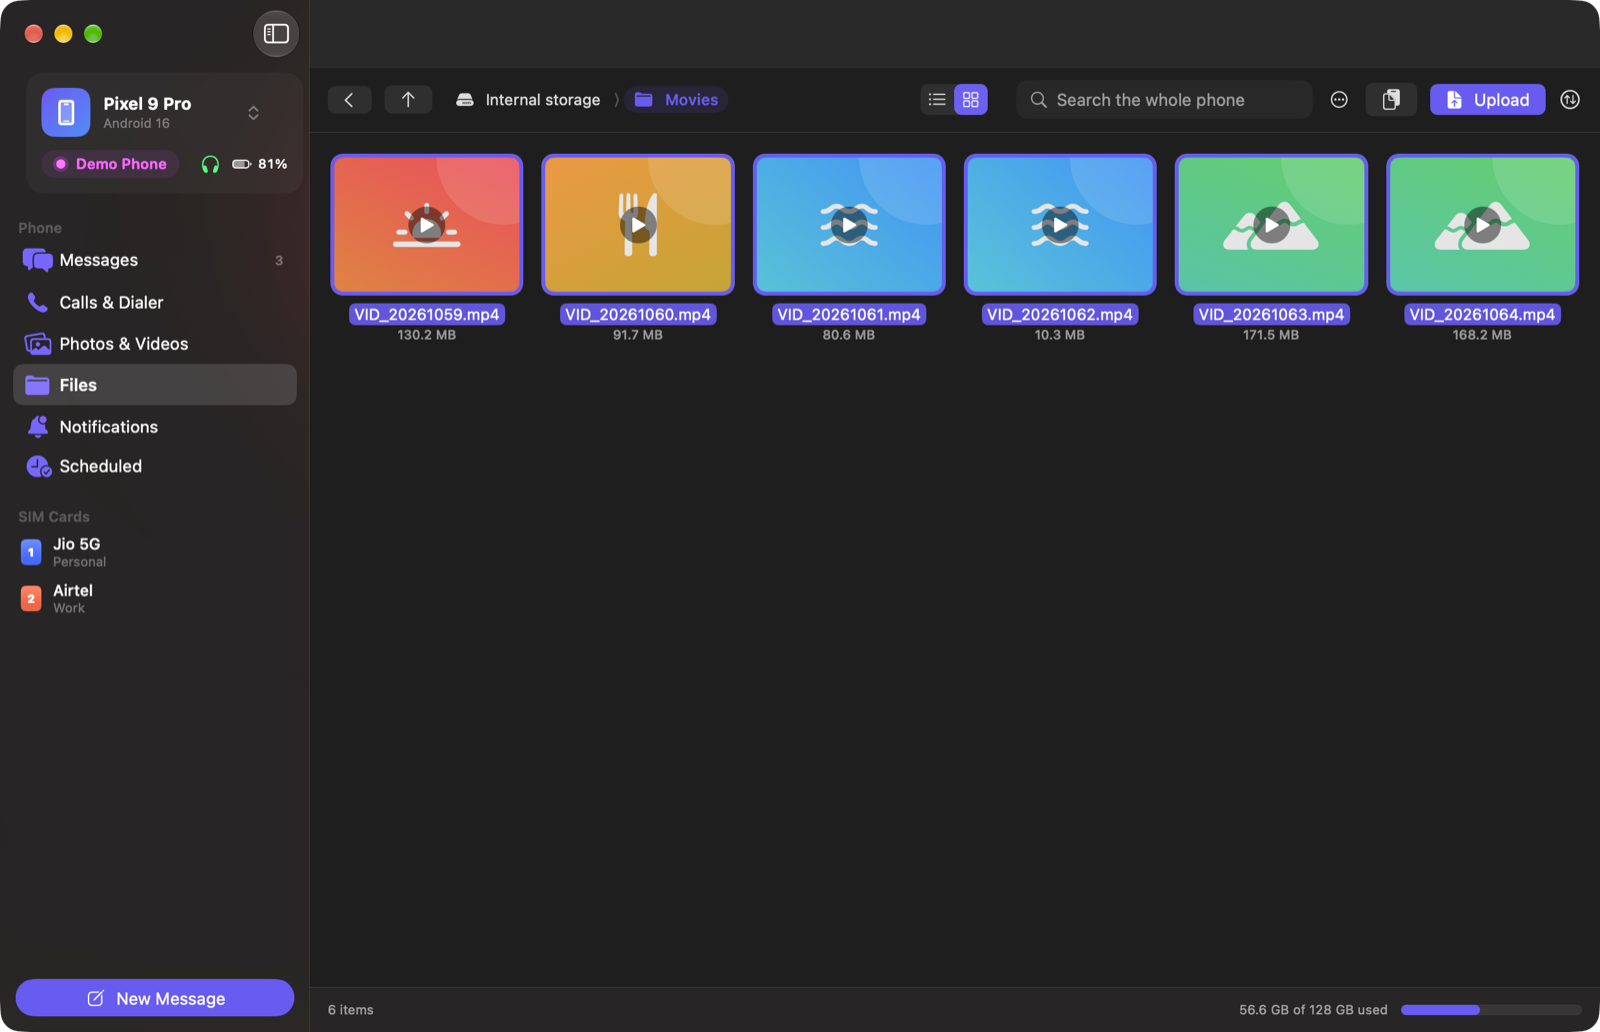 Pixel 9 Pro
Android 16
Demo Phone
81%
Phone
Messages
3
Calls & Dialer
Photos & Videos
Files
Notifications
Scheduled
SIM Cards
1
Jio 5G
Personal
2
Airtel
Work
New Message
Internal storage
Movies
Search the whole phone
Upload
VID_20261059.mp4
130.2 MB
VID_20261060.mp4
91.7 MB
VID_20261061.mp4
80.6 MB
VID_20261062.mp4
10.3 MB
VID_20261063.mp4
171.5 MB
VID_20261064.mp4
168.2 MB
6 items
56.6 GB of 128 GB used